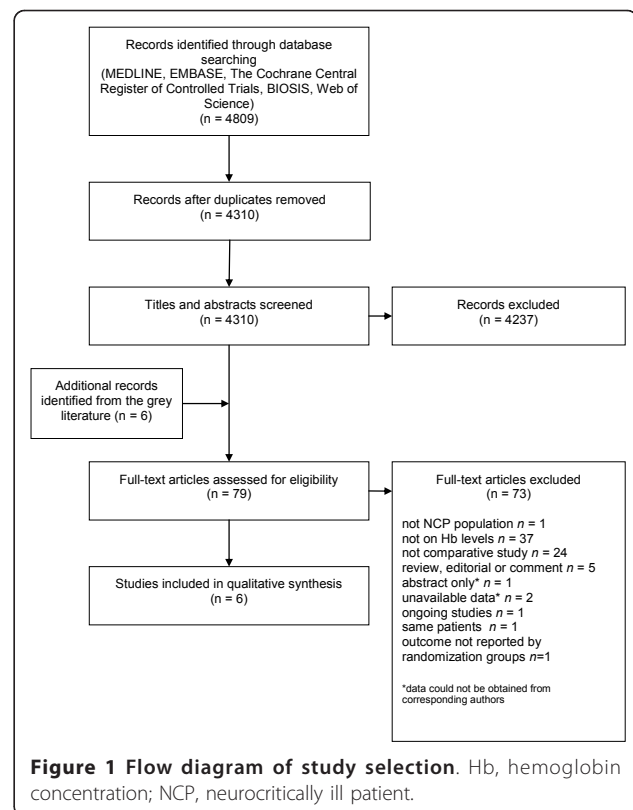 Records identified through database
searching
(MEDLINE, EMBASE, The Cochrane Central
Register of Controlled Trials, BIOSIS, Web of
Science)
(n = 4809)
Records after duplicates removed
(n = 4310)
Titles and abstracts screened
(n = 4310)
Records excluded
(n = 4237)
Additional records
identified from the grey
literature (n = 6)
Full-text articles assessed for eligibility
(n = 79)
Full-text articles excluded
(n = 73)
not NCP population n = 1
not on Hb levels n = 37
not comparative study n = 24
review, editorial or comment n = 5
abstract only* n = 1
unavailable data* n = 2
ongoing studies n = 1
same patients n = 1
outcome not reported by
randomization groups n=1
*data could not be obtained from
corresponding authors
Studies included in qualitative synthesis
(n = 6)
Figure 1 Flow diagram of study selection. Hb, hemoglobin
concentration; NCP, neurocritically ill patient.